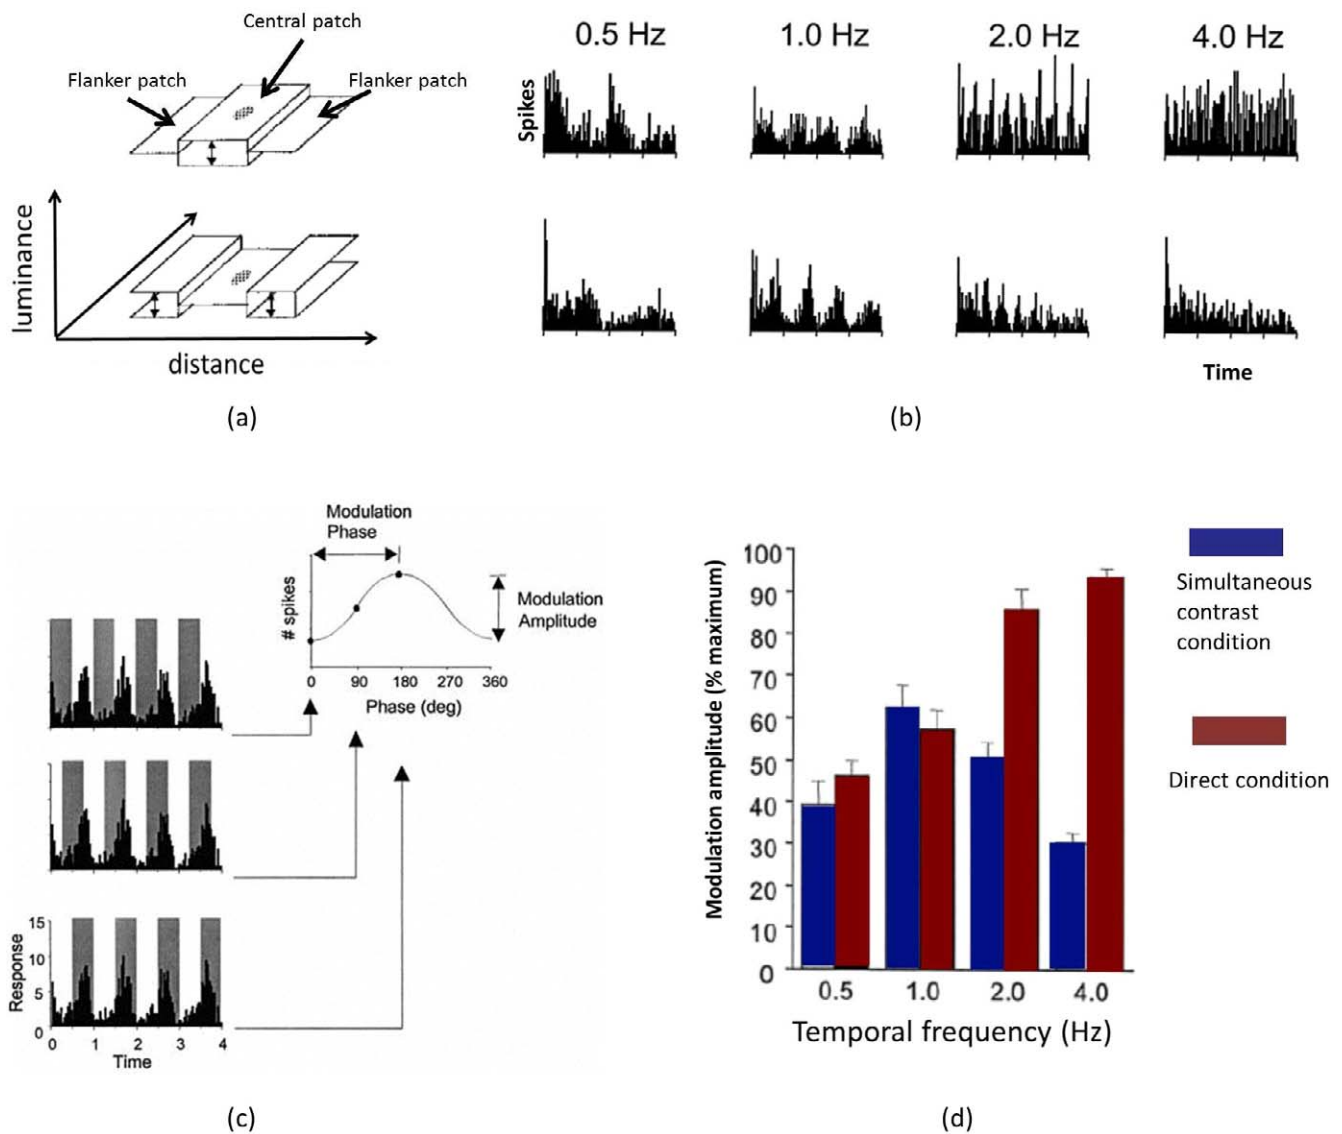 Central patch
Flanker patch
Flanker patch
luminance
distance
(a)
0.5 Hz 1.0 Hz 2.0 Hz 4.0 Hz
Spikes
Time
(b)
Modulation
Phase
# spikes
Modulation
Amplitude
0 90 180 270 360
Phase (deg)
15
10
5
0
Response
0 1 2 3 4
Time
(c)
100
90
80
70
60
50
40
30
20
10
0
Modulation amplitude (% maximum)
0.5 1.0 2.0 4.0
Temporal frequency (Hz)
Simultaneous
contrast
condition
Direct condition
(d)